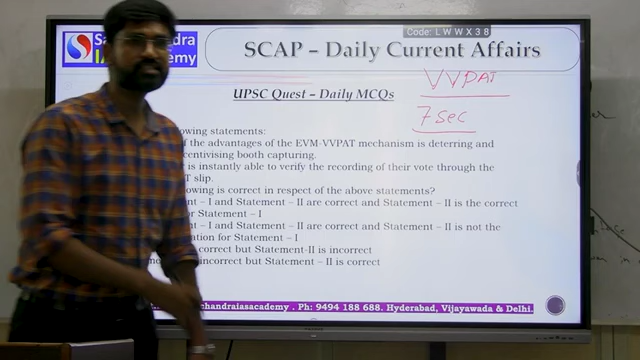 Code: L W W X 3 8
SCAP – Daily Current Affairs
Academy
VVPAT
UPSC Quest – Daily MCQs
7 sec
owing statements:
f the advantages of the EVM-VVPAT mechanism is deterring and
centivising booth capturing.
r is instantly able to verify the recording of their vote through the
T slip.
lowing is correct in respect of the above statements?
nt – I and Statement – II are correct and Statement – II is the correct
for Statement – I
nt – I and Statement – II are correct and Statement – II is not the
ation for Statement – I
correct but Statement-II is incorrect
incorrect but Statement – II is correct
chandraiasacademy . Ph: 9494 188 688. Hyderabad, Vijayawada & Delhi.